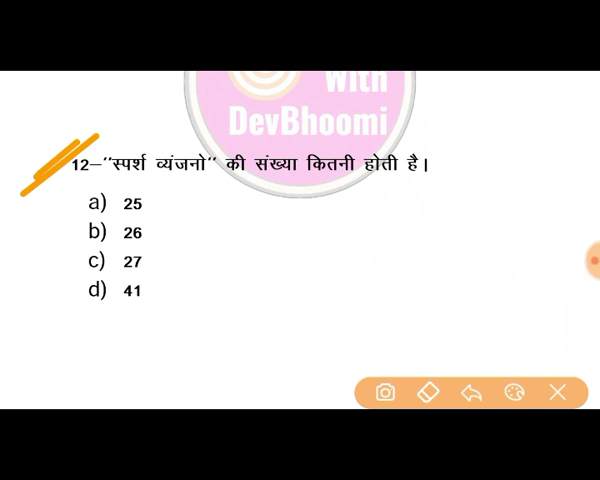 With
DevBhoomi
12–"स्पर्श व्यंजनो" की संख्या कितनी होती है।
a) 25
b) 26
c) 27
d) 41